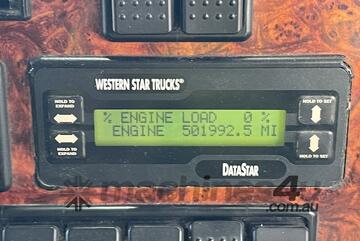 WESTERN STAR TRUCKS®
HOLD TO EXPAND
HOLD TO EXPAND
% ENGINE LOAD 0 %
ENGINE 501992.5 MI
HOLD TO SET
HOLD TO SET
DATASTAR
machines4u
.com.au